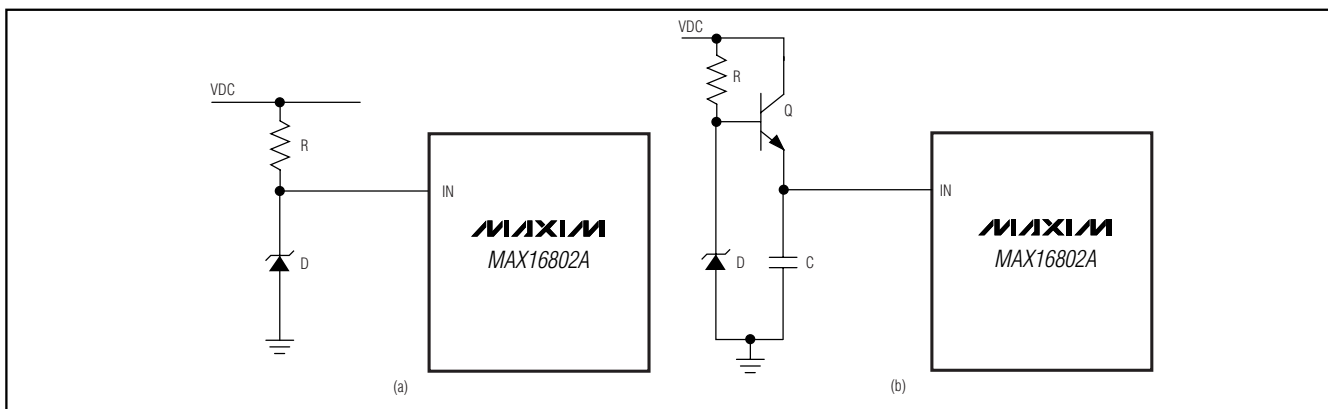 VDC
R
IN
D
MAXIM
MAX16802A
(a)
VDC
R
Q
IN
D
C
MAXIM
MAX16802A
(b)